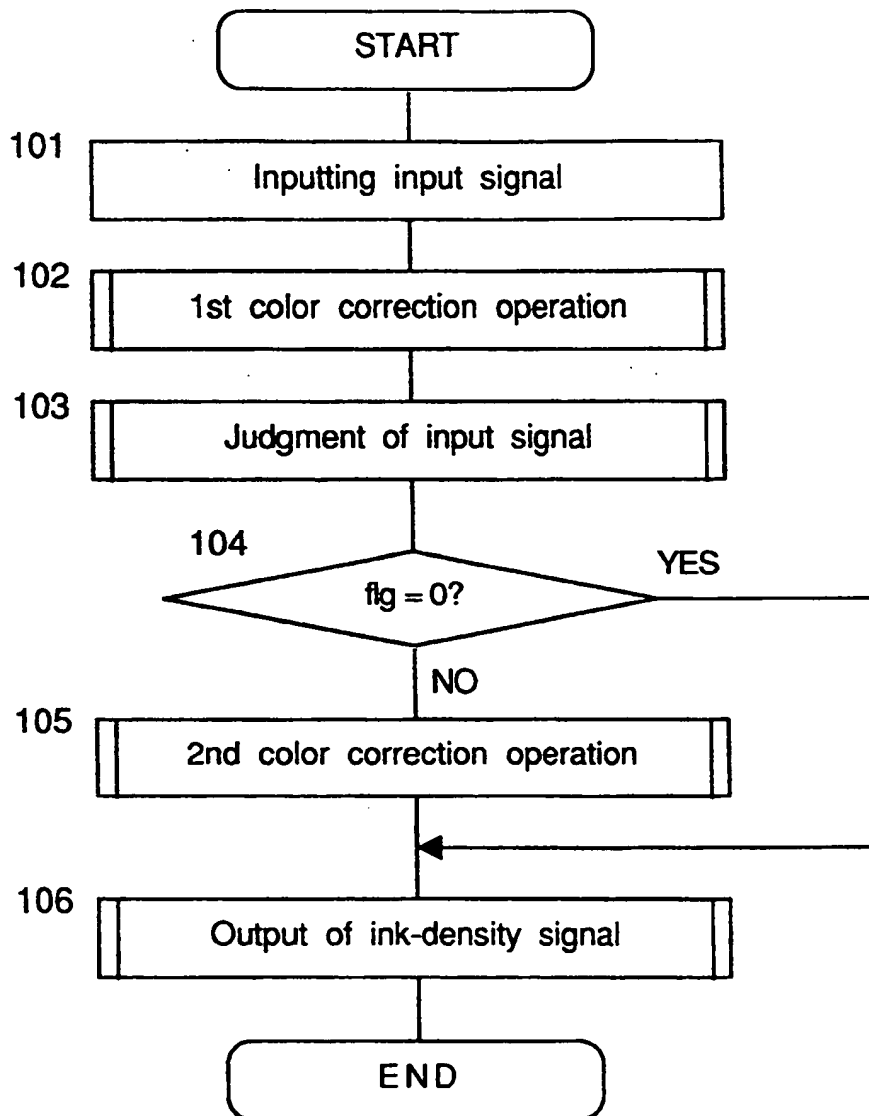 START
101
Inputting input signal
102
1st color correction operation
103
Judgment of input signal
104
flg = 0?
YES
NO
105
2nd color correction operation
106
Output of ink-density signal
END